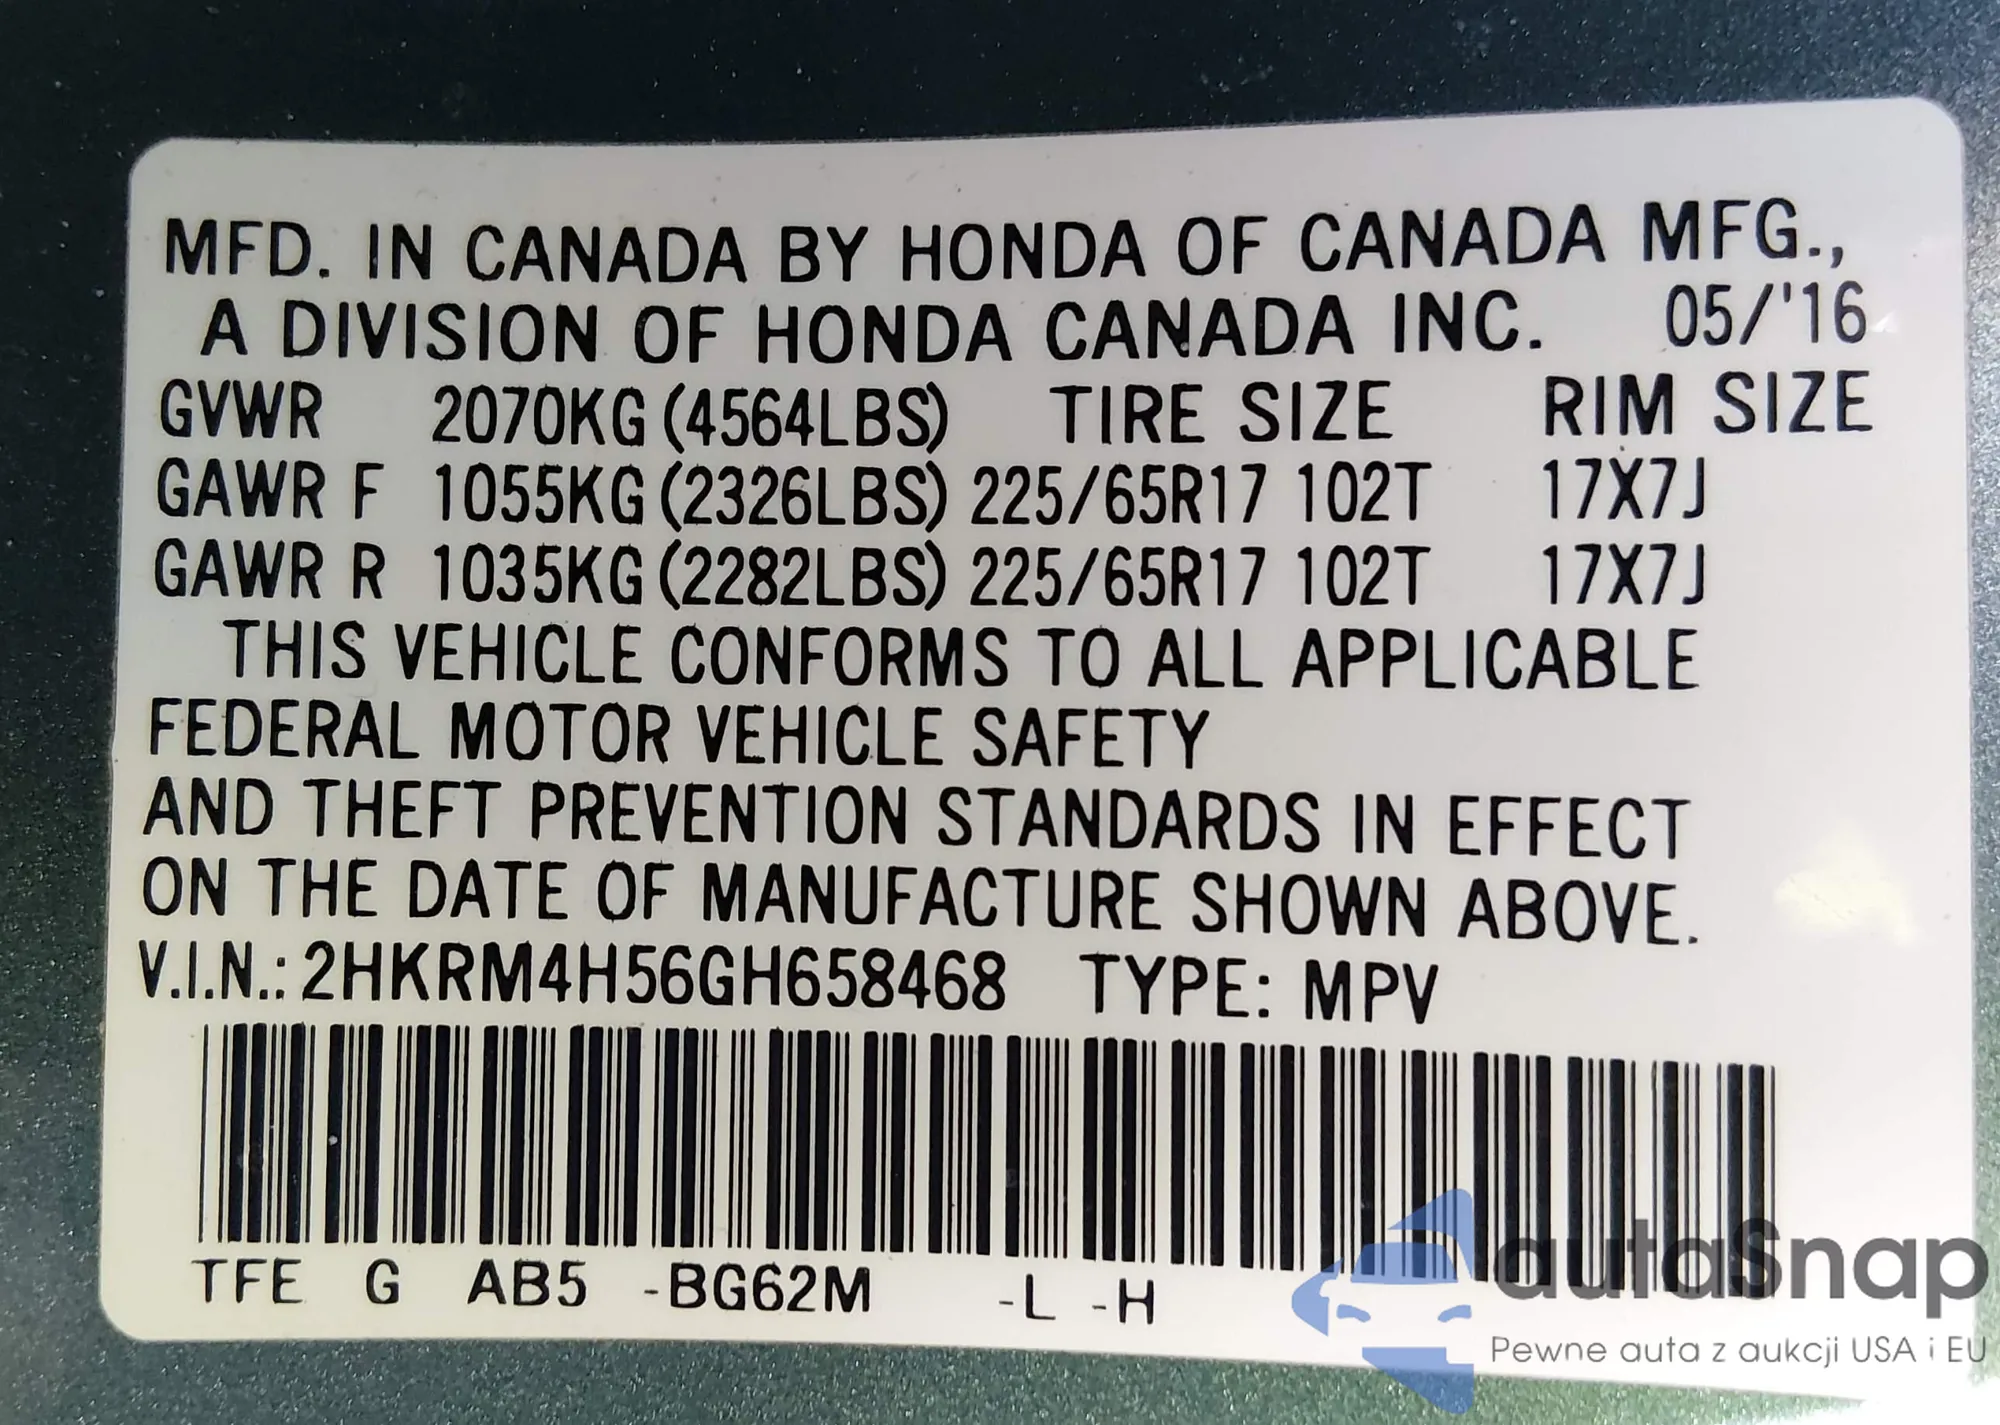 MFD. IN CANADA BY HONDA OF CANADA MFG.,
A DIVISION OF HONDA CANADA INC. 05/'16
GVWR 2070KG (4564LBS) TIRE SIZE RIM SIZE
GAWR F 1055KG (2326LBS) 225/65R17 102T 17X7J
GAWR R 1035KG (2282LBS) 225/65R17 102T 17X7J
THIS VEHICLE CONFORMS TO ALL APPLICABLE
FEDERAL MOTOR VEHICLE SAFETY
AND THEFT PREVENTION STANDARDS IN EFFECT
ON THE DATE OF MANUFACTURE SHOWN ABOVE.
V.I.N.: 2HKRM4H56GH658468 TYPE: MPV
TFE G AB5 -BG62M -L -H
autaSnap
Pewne auta z aukcji USA i EU